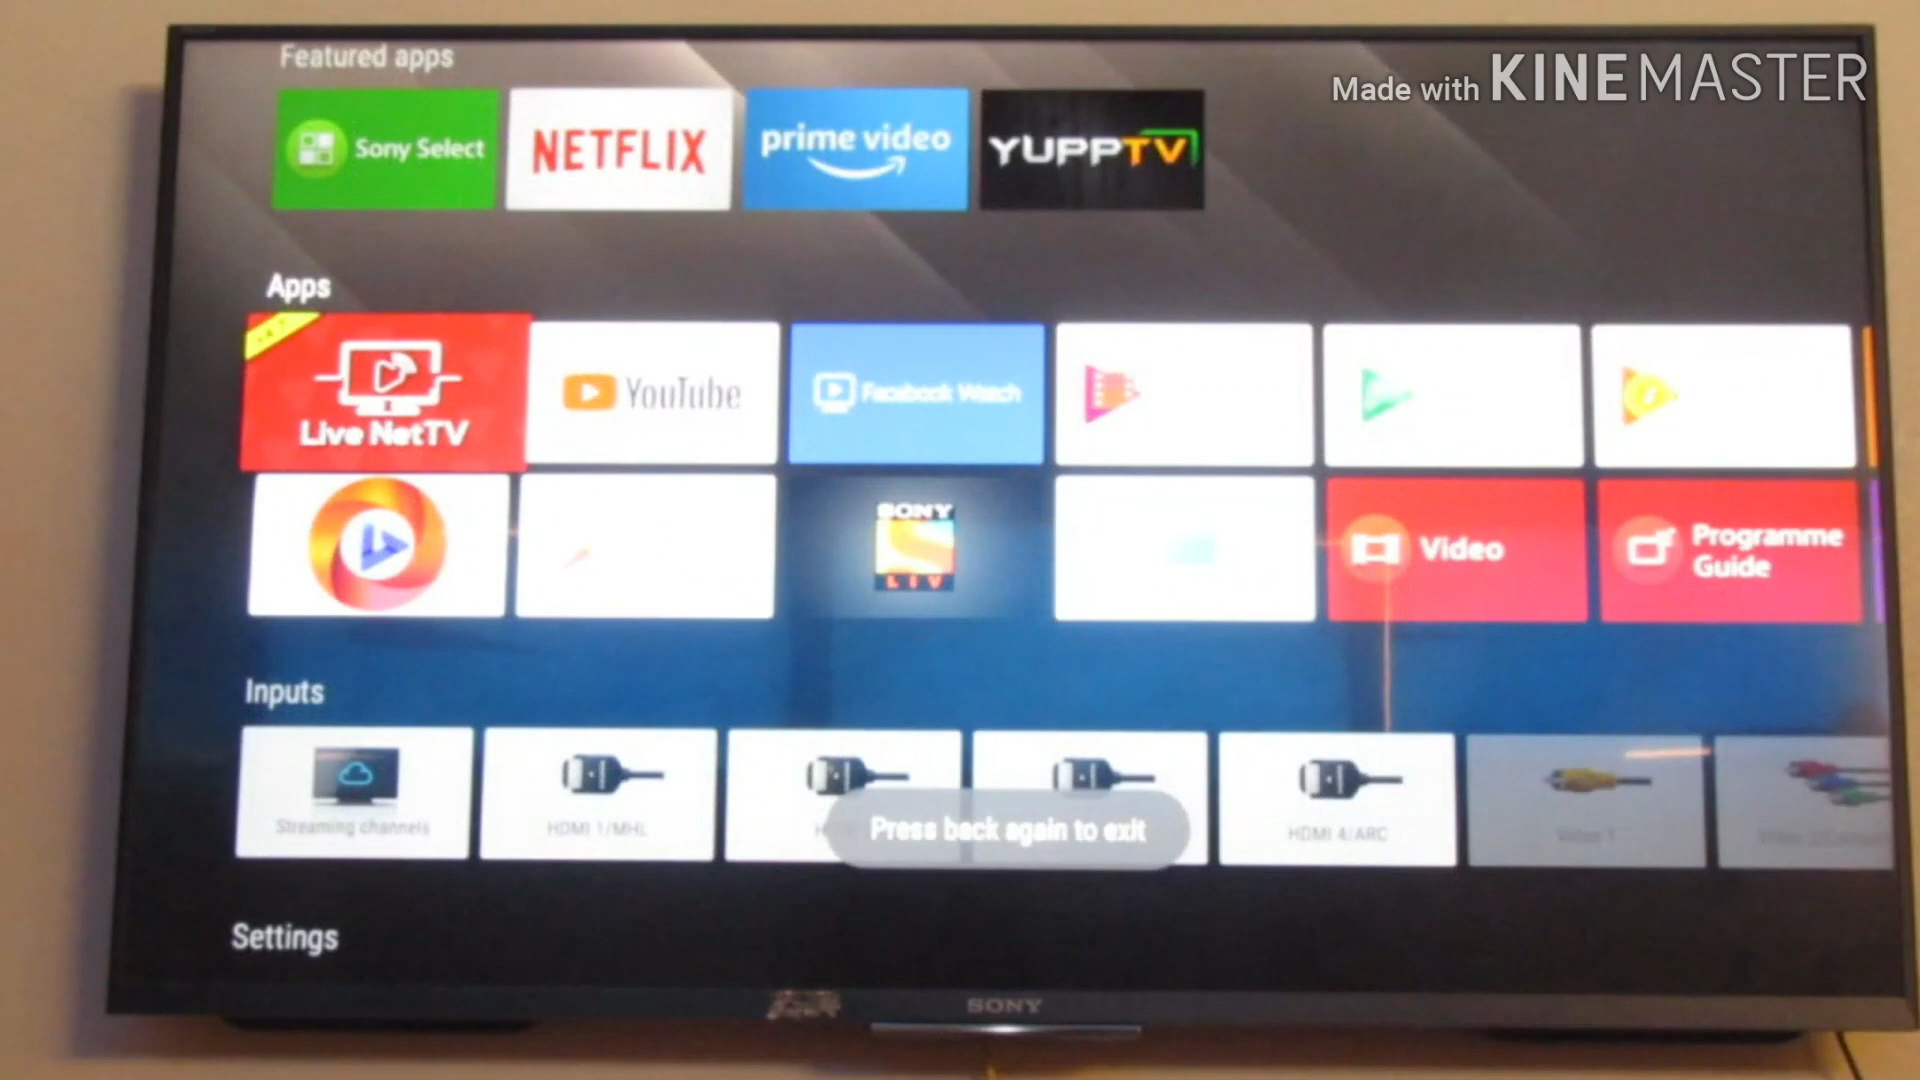 Featured apps
Made with KINEMASTER
Sony Select
NETFLIX
prime video
YUPPTV
Apps
Live NetTV
YouTube
Facebook Watch
SONY
LIV
Video
Programme
Guide
Inputs
Streaming channels
HDMI 1/MHL
Press back again to exit
HDMI 4/ARC
Video 1
Settings
SONY